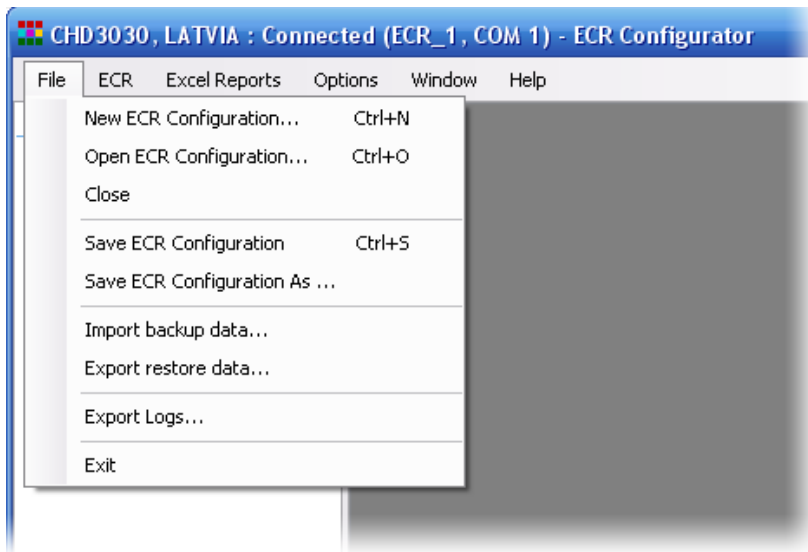 CHD3030, LATVIA : Connected (ECR_1, COM 1) - ECR Configurator
File ECR Excel Reports Options Window Help
New ECR Configuration... Ctrl+N
Open ECR Configuration... Ctrl+O
Close
Save ECR Configuration Ctrl+S
Save ECR Configuration As ...
Import backup data...
Export restore data...
Export Logs...
Exit